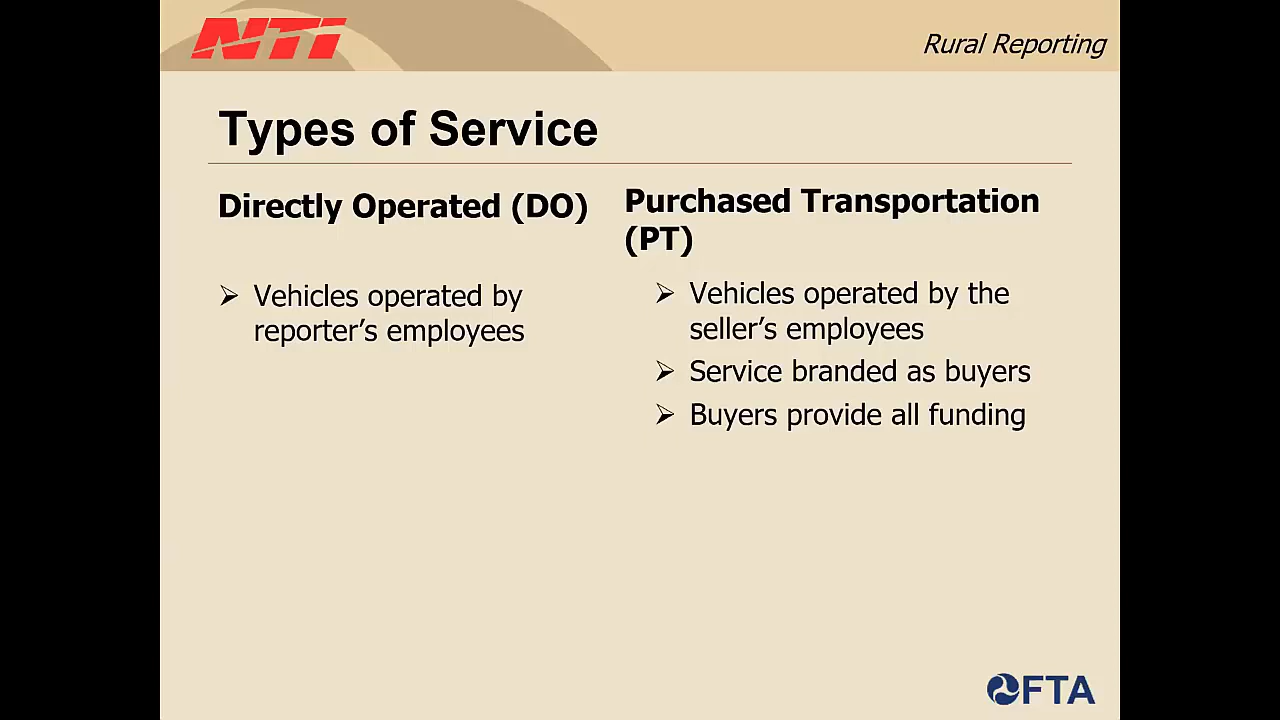 NTI
Rural Reporting
Types of Service
Directly Operated (DO)
➢ Vehicles operated by
reporter’s employees
Purchased Transportation
(PT)
➢ Vehicles operated by the
seller’s employees
➢ Service branded as buyers
➢ Buyers provide all funding
FTA